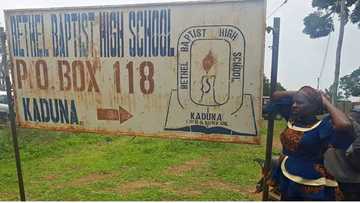 BETHEL BAPTIST HIGH SCHOOL
P.O. BOX 118
KADUNA
BETHEL BAPTIST HIGH SCHOOL
KADUNA